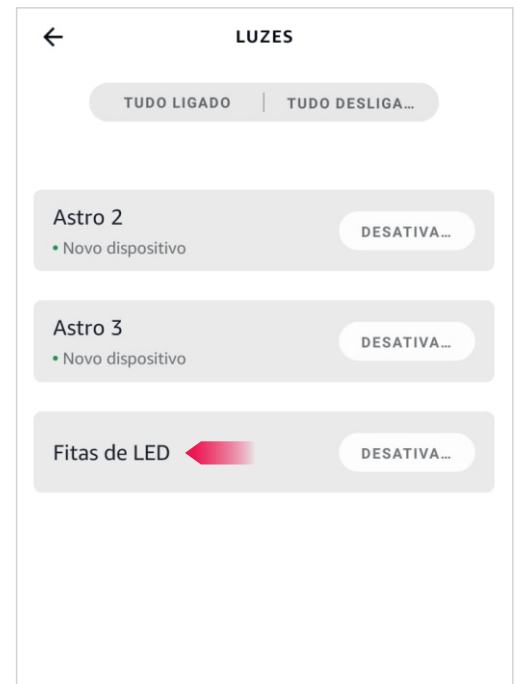 LUZES
TUDO LIGADO | TUDO DESLIGA…
Astro 2
• Novo dispositivo
DESATIVA…
Astro 3
• Novo dispositivo
DESATIVA…
Fitas de LED
DESATIVA…